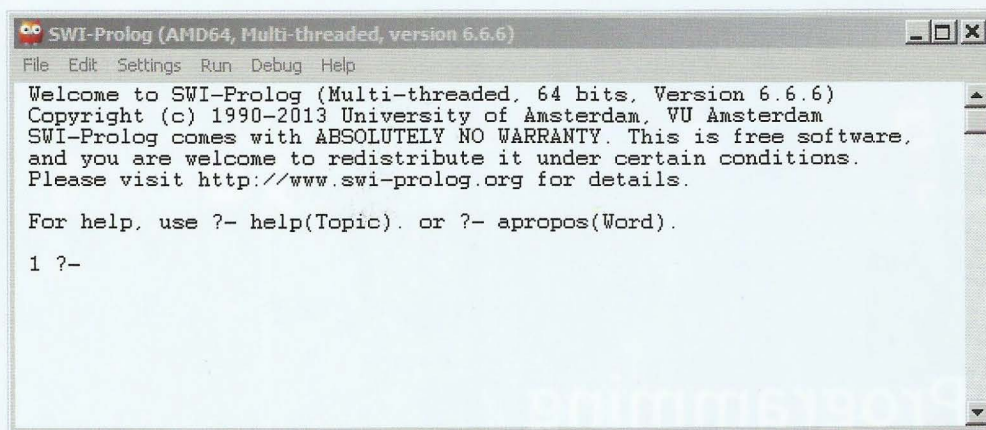 SWI-Prolog (AMD64, Multi-threaded, version 6.6.6)
File Edit Settings Run Debug Help
Welcome to SWI-Prolog (Multi-threaded, 64 bits, Version 6.6.6)
Copyright (c) 1990-2013 University of Amsterdam, VU Amsterdam
SWI-Prolog comes with ABSOLUTELY NO WARRANTY. This is free software,
and you are welcome to redistribute it under certain conditions.
Please visit http://www.swi-prolog.org for details.
For help, use ?- help(Topic). or ?- apropos(Word).
1 ?-
Programming